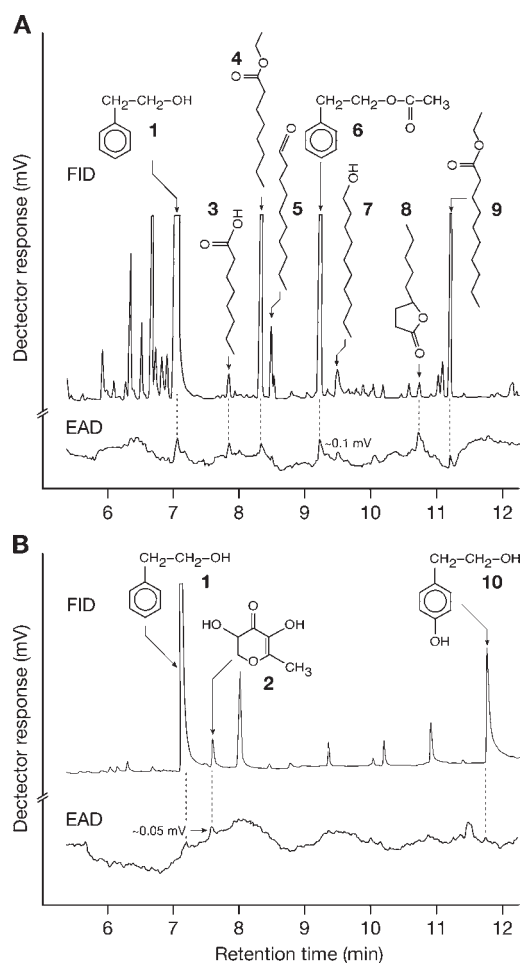 A
CH₂–CH₂–OH
1
4
O
O
O
CH₂–CH₂–O–C–CH₃
O
6
FID
3
OH
O
5
OH
7
8
O
O
O
O
9
Dectector response (mV)
EAD
~0.1 mV
6 7 8 9 10 11 12
B
CH₂–CH₂–OH
1
FID
HO
O
OH
O
CH₃
2
CH₂–CH₂–OH
10
OH
Dectector response (mV)
EAD
~0.05 mV
6 7 8 9 10 11 12
Retention time (min)